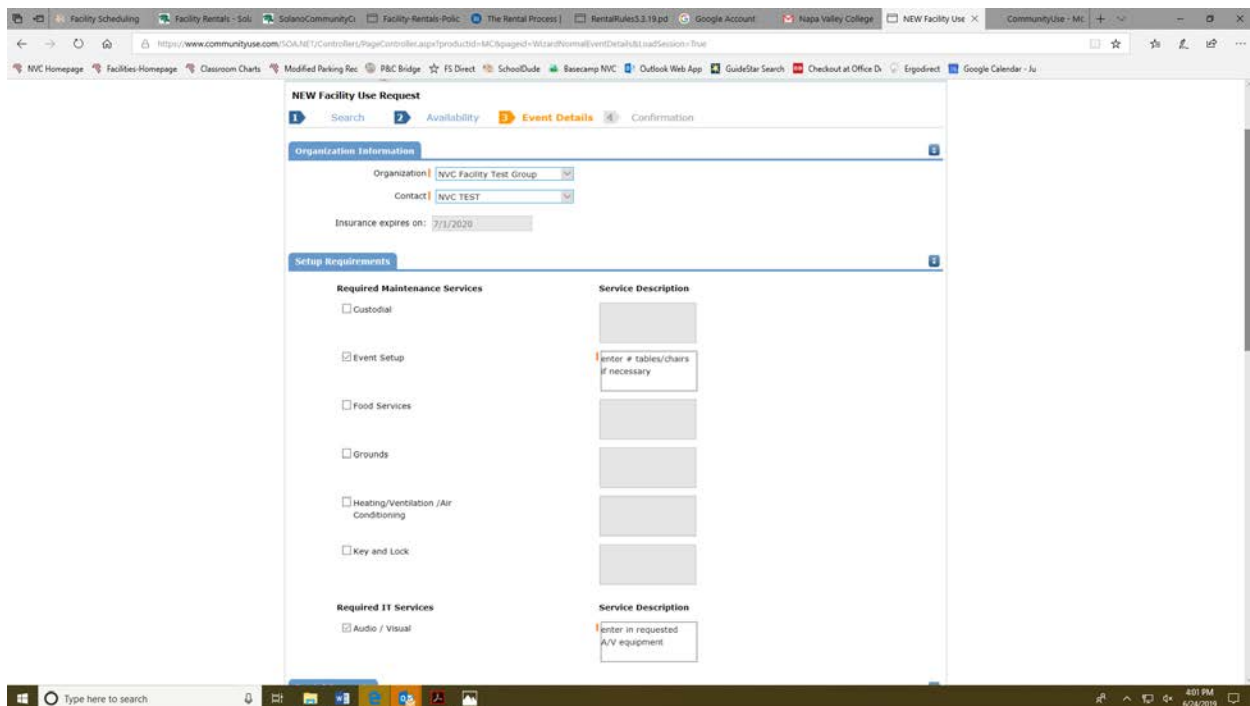 Facility Scheduling
Facility Rentals - Sola
SolanoCommunityCo
Facility-Rentals-Polic
The Rental Process |
RentalRules5.3.19.pd
Google Account
Napa Valley College
NEW Facility Use
CommunityUse - MC
NVC Homepage
Facilities-Homepage
Classroom Charts
Modified Parking Rec
P&C Bridge
FS Direct
SchoolDude
Basecamp NVC
Outlook Web App
GuideStar Search
Checkout at Office De
Ergodirect
Google Calendar - Ju
NEW Facility Use Request
1 Search 2 Availability 3 Event Details 4 Confirmation
Organization Information
Organization NVC Facility Test Group
Contact NVC TEST
Insurance expires on: 7/1/2020
Setup Requirements
Required Maintenance Services Service Description
Custodial
Event Setup enter # tables/chairs
if necessary
Food Services
Grounds
Heating/Ventilation /Air
Conditioning
Key and Lock
Required IT Services Service Description
Audio / Visual enter in requested
A/V equipment
Type here to search
4:01 PM
6/24/2019